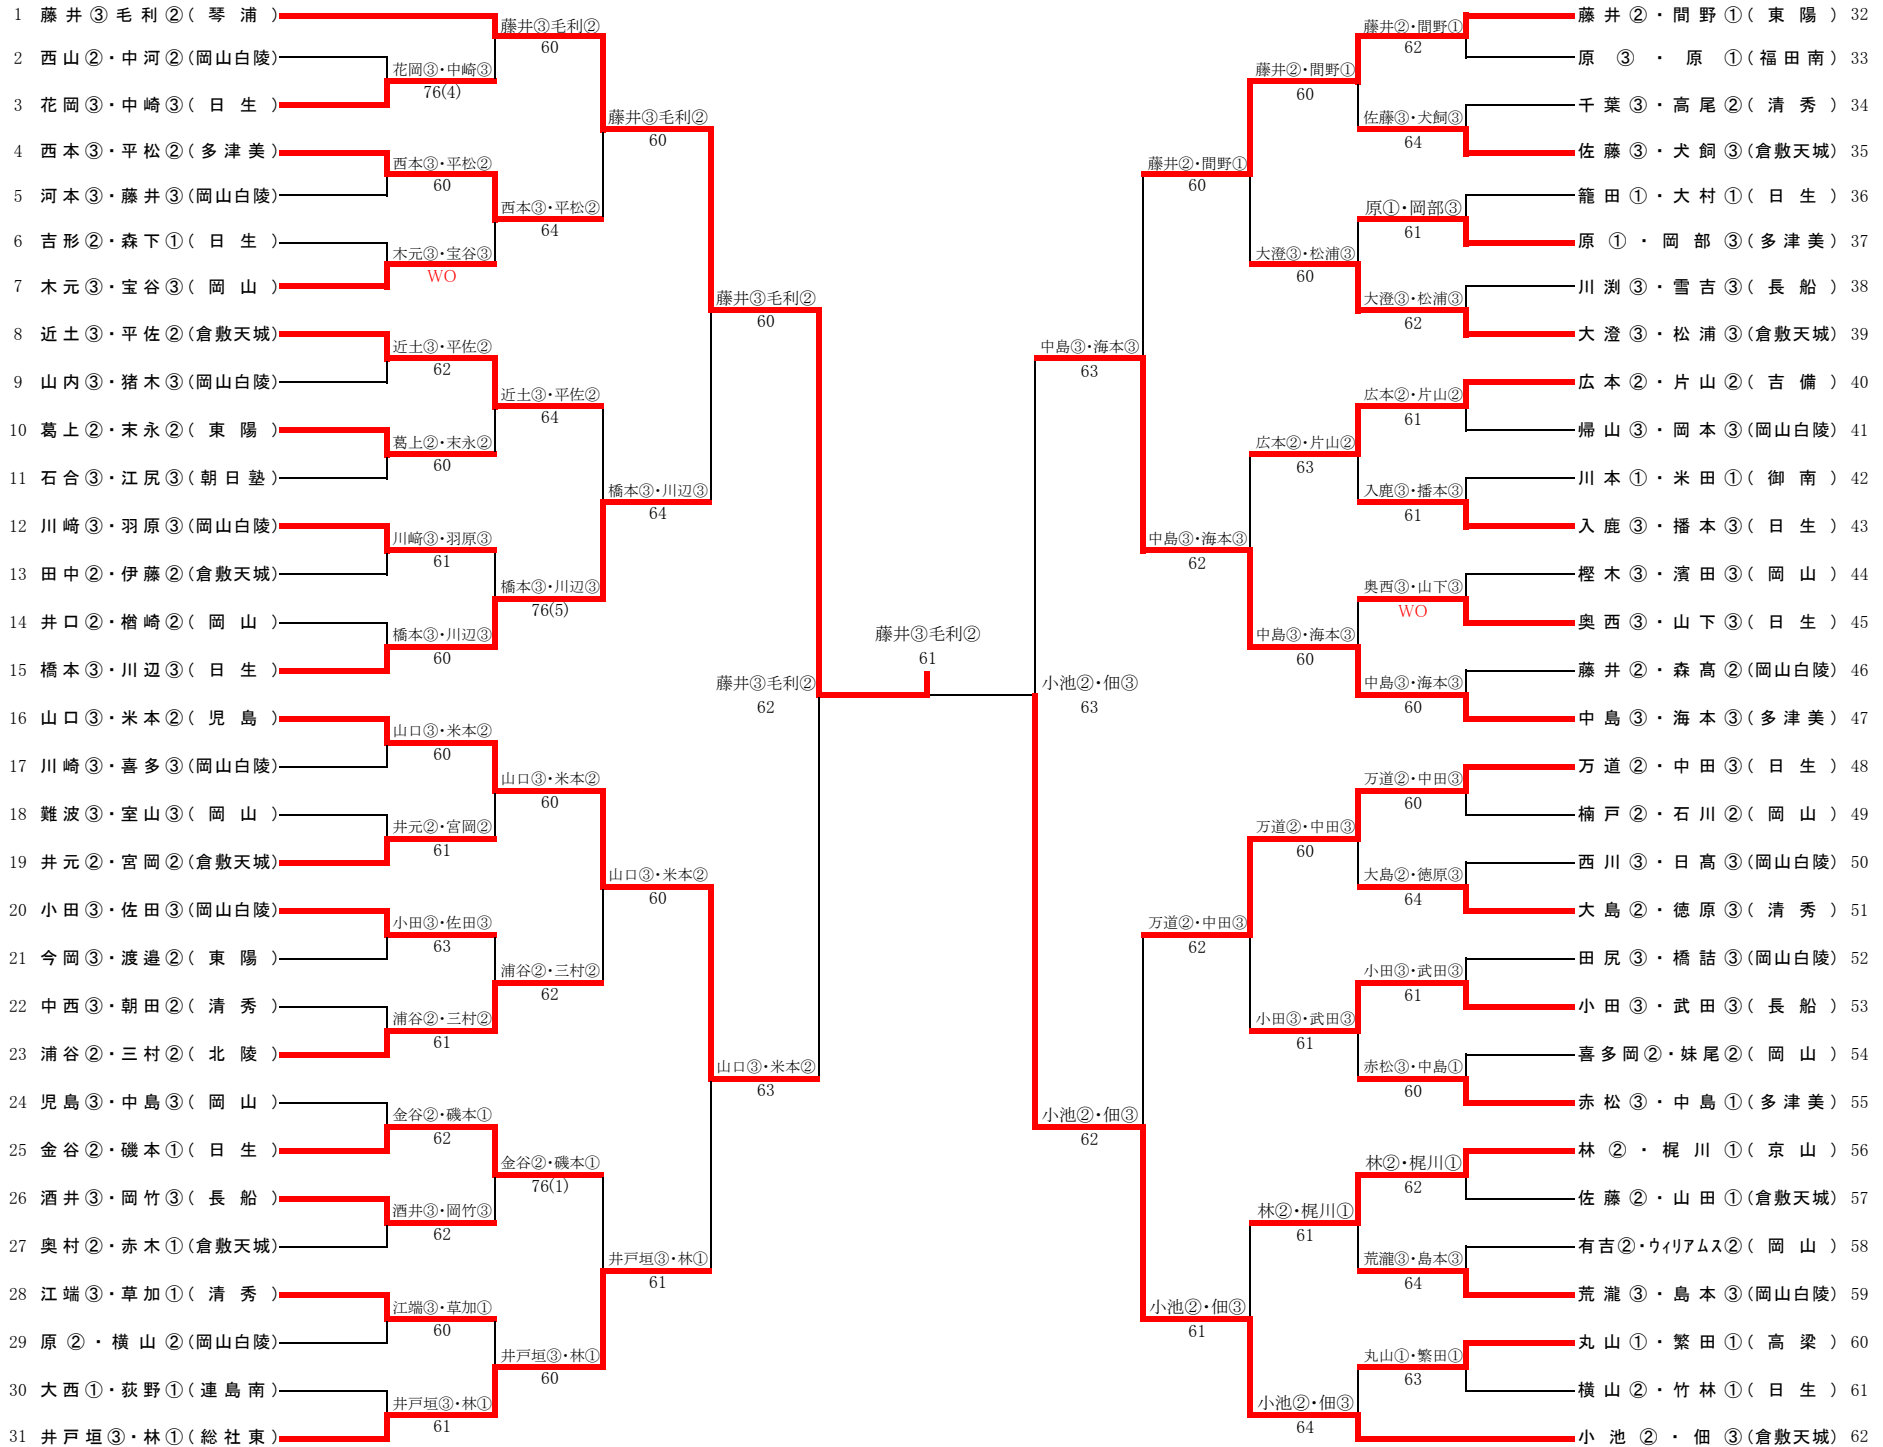 1 藤井③毛利②(琴浦)
2 西山②・中河②(岡山白陵)
3 花岡③・中崎③(日生)
4 西本③・平松②(多津美)
5 河本③・藤井③(岡山白陵)
6 吉形②・森下①(日生)
7 木元③・宝谷③(岡山)
8 近土③・平佐②(倉敷天城)
9 山内③・猪木③(岡山白陵)
10 葛上②・末永②(東陽)
11 石合③・江尻③(朝日塾)
12 川﨑③・羽原③(岡山白陵)
13 田中②・伊藤②(倉敷天城)
14 井口②・楢崎②(岡山)
15 橋本③・川辺③(日生)
16 山口③・米本②(児島)
17 川崎③・喜多③(岡山白陵)
18 難波③・室山③(岡山)
19 井元②・宮岡②(倉敷天城)
20 小田③・佐田③(岡山白陵)
21 今岡③・渡邉②(東陽)
22 中西③・朝田②(清秀)
23 浦谷②・三村②(北陵)
24 児島③・中島③(岡山)
25 金谷②・磯本①(日生)
26 酒井③・岡竹③(長船)
27 奥村②・赤木①(倉敷天城)
28 江端③・草加①(清秀)
29 原②・横山②(岡山白陵)
30 大西①・荻野①(連島南)
31 井戸垣③・林①(総社東)
花岡③・中崎③
76(4)
西本③・平松②
60
木元③・宝谷③
WO
近土③・平佐②
62
葛上②・末永②
60
川﨑③・羽原③
61
橋本③・川辺③
60
山口③・米本②
60
井元②・宮岡②
61
小田③・佐田③
63
浦谷②・三村②
61
金谷②・磯本①
62
酒井③・岡竹③
62
江端③・草加①
60
井戸垣③・林①
61
藤井③毛利②
60
西本③・平松②
64
近土③・平佐②
64
橋本③・川辺③
76(5)
山口③・米本②
60
浦谷②・三村②
62
金谷②・磯本①
76(1)
井戸垣③・林①
60
藤井③毛利②
60
橋本③・川辺③
64
山口③・米本②
60
井戸垣③・林①
61
藤井③毛利②
60
山口③・米本②
63
藤井③毛利②
62
藤井③毛利②
61
小池②・佃③
63
中島③・海本③
63
小池②・佃③
62
藤井②・間野①
60
中島③・海本③
62
万道②・中田③
62
小池②・佃③
61
藤井②・間野①
60
大澄③・松浦③
60
広本②・片山②
63
中島③・海本③
60
万道②・中田③
60
小田③・武田③
61
林②・梶川①
61
小池②・佃③
64
藤井②・間野①
62
佐藤③・犬飼③
64
原①・岡部③
61
大澄③・松浦③
62
広本②・片山②
61
入鹿③・播本③
61
奥西③・山下③
WO
中島③・海本③
60
万道②・中田③
60
大島②・徳原③
64
小田③・武田③
61
赤松③・中島①
60
林②・梶川①
62
荒瀧③・島本③
64
丸山①・繁田①
63
藤井②・間野①(東陽) 32
原③・原①(福田南) 33
千葉③・高尾②(清秀) 34
佐藤③・犬飼③(倉敷天城) 35
籠田①・大村①(日生) 36
原①・岡部③(多津美) 37
川渕③・雪吉③(長船) 38
大澄③・松浦③(倉敷天城) 39
広本②・片山②(吉備) 40
帰山③・岡本③(岡山白陵) 41
川本①・米田①(御南) 42
入鹿③・播本③(日生) 43
樫木③・濱田③(岡山) 44
奥西③・山下③(日生) 45
藤井②・森髙②(岡山白陵) 46
中島③・海本③(多津美) 47
万道②・中田③(日生) 48
楠戸②・石川②(岡山) 49
西川③・日髙③(岡山白陵) 50
大島②・徳原③(清秀) 51
田尻③・橋詰③(岡山白陵) 52
小田③・武田③(長船) 53
喜多岡②・妹尾②(岡山) 54
赤松③・中島①(多津美) 55
林②・梶川①(京山) 56
佐藤②・山田①(倉敷天城) 57
有吉②・ウィリアムス②(岡山) 58
荒瀧③・島本③(岡山白陵) 59
丸山①・繁田①(高梁) 60
横山②・竹林①(日生) 61
小池②・佃③(倉敷天城) 62